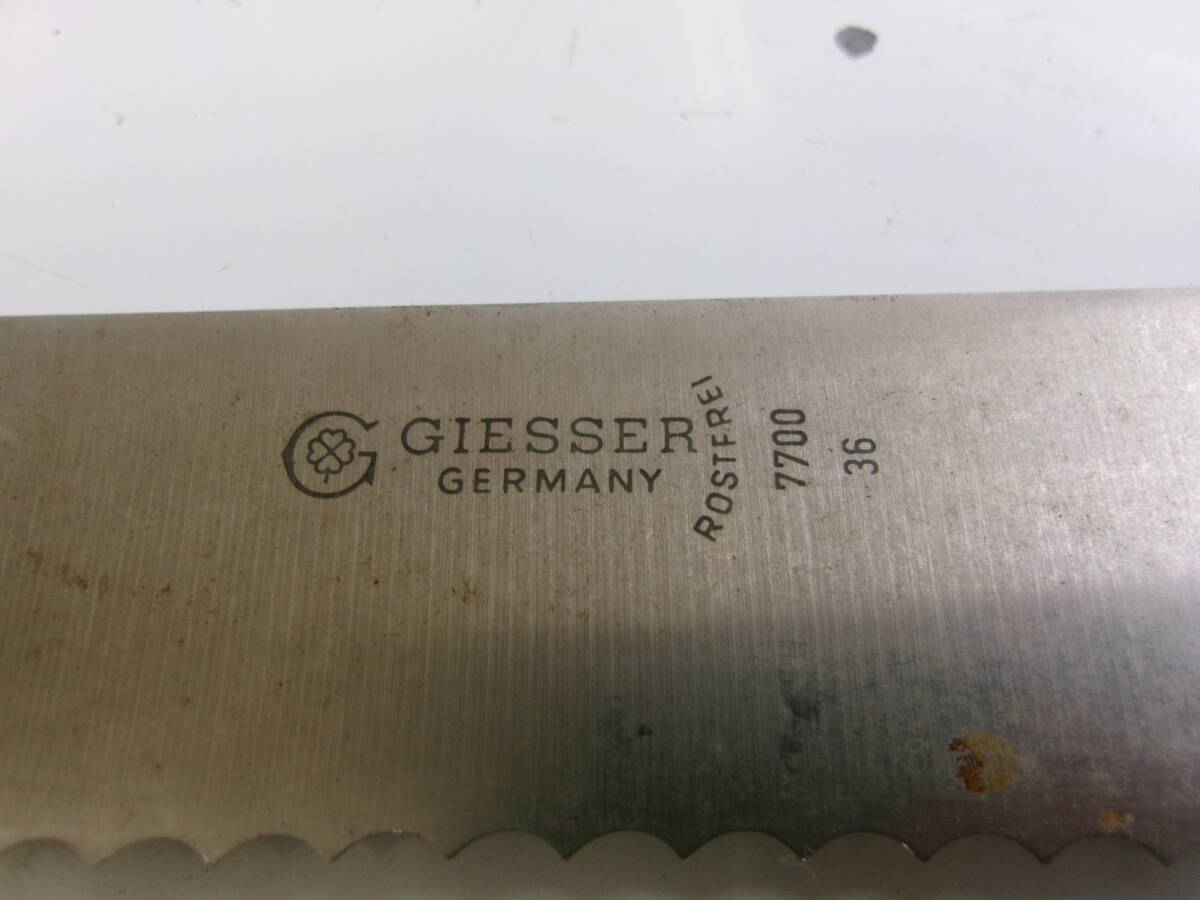 GIESSER
GERMANY
ROSTFREI
7700
36